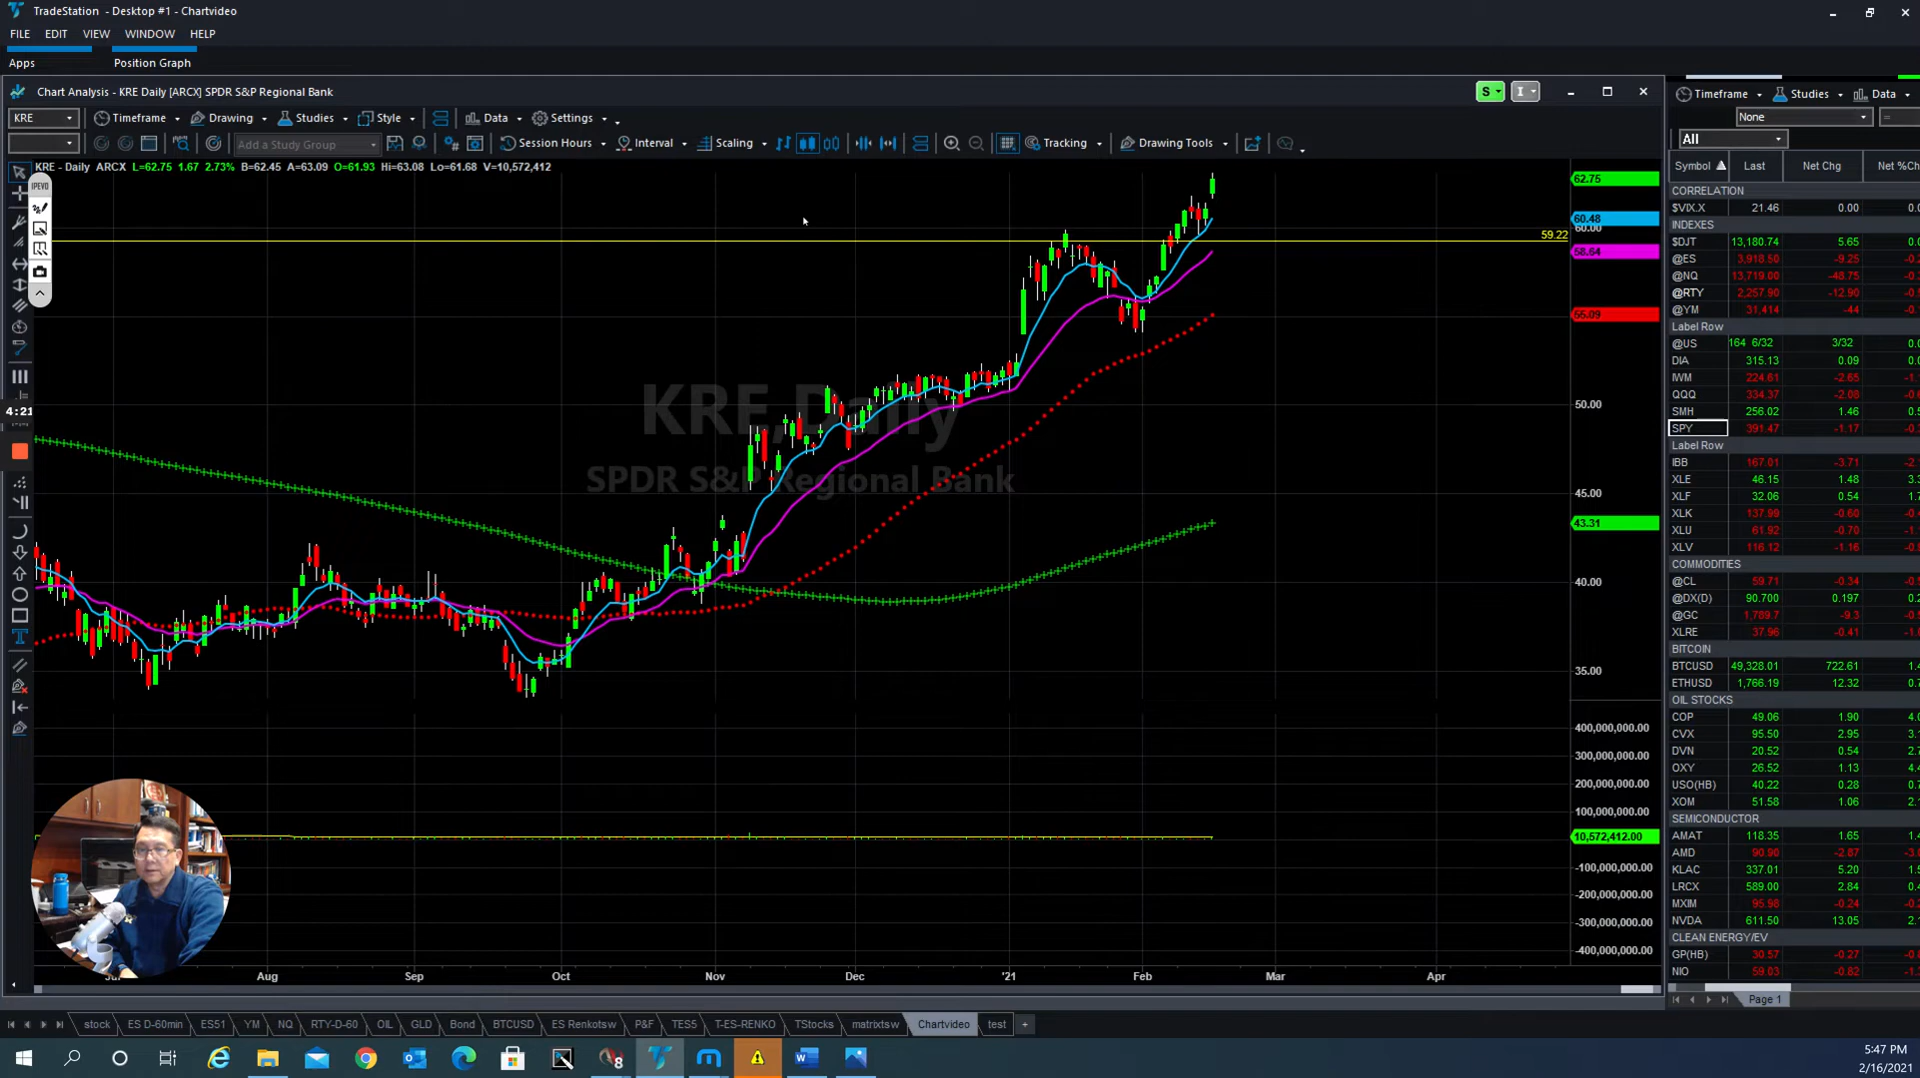 TradeStation - Desktop #1 - Chartvideo
FILE EDIT VIEW WINDOW HELP
Apps Position Graph
Chart Analysis - KRE Daily [ARCX] SPDR S&P Regional Bank
S I
KRE Timeframe Drawing Studies Style Data Settings
Add a Study Group Session Hours Interval Scaling Tracking Drawing Tools
KRE - Daily ARCX L=62.75 1.67 2.73% B=62.45 A=63.09 O=61.93 Hi=63.08 Lo=61.68 V=10,572,412
IPEVO
4:21
KRE,Daily
SPDR S&P Regional Bank
59.22
62.75
60.48
60.00
58.64
55.09
50.00
45.00
43.31
40.00
35.00
400,000,000.00
300,000,000.00
200,000,000.00
100,000,000.00
10,572,412.00
-100,000,000.00
-200,000,000.00
-300,000,000.00
-400,000,000.00
Aug Sep Oct Nov Dec '21 Feb Mar Apr
Timeframe Studies Data
None
All
Symbol Last Net Chg Net %Ch
CORRELATION
$VIX.X 21.46 0.00
INDEXES
$DJT 13,180.74 5.65
@ES 3,918.50 -9.25
@NQ 13,719.00 -48.75
@RTY 2,257.90 -12.90
@YM 31,414 -44
Label Row
@US 164 6/32 3/32
DIA 315.13 0.09
IWM 224.61 -2.65
QQQ 334.37 -2.08
SMH 256.02 1.46
SPY 391.47 -1.17
Label Row
IBB 167.01 -3.71
XLE 46.15 1.48
XLF 32.06 0.54
XLK 137.99 -0.60
XLU 61.92 -0.70
XLV 116.12 -1.16
COMMODITIES
@CL 59.71 -0.34
@DX(D) 90.700 0.197
@GC 1,789.7 -9.3
XLRE 37.96 -0.41
BITCOIN
BTCUSD 49,328.01 722.61
ETHUSD 1,766.19 12.32
OIL STOCKS
COP 49.06 1.90
CVX 95.50 2.95
DVN 20.52 0.54
OXY 26.52 1.13
USO(HB) 40.22 0.28
XOM 51.58 1.06
SEMICONDUCTOR
AMAT 118.35 1.65
AMD 90.90 -2.87
KLAC 337.01 5.20
LRCX 589.00 2.84
MXIM 95.98 -0.24
NVDA 611.50 13.05
CLEAN ENERGY/EV
GP(HB) 30.57 -0.27
NIO 59.03 -0.82
Page 1
stock ES D-60min ES51 YM NQ RTY-D-60 OIL GLD Bond BTCUSD ES Renkotsw P&F TES5 T-ES-RENKO TStocks matrixtsw Chartvideo test +
5:47 PM
2/16/2021